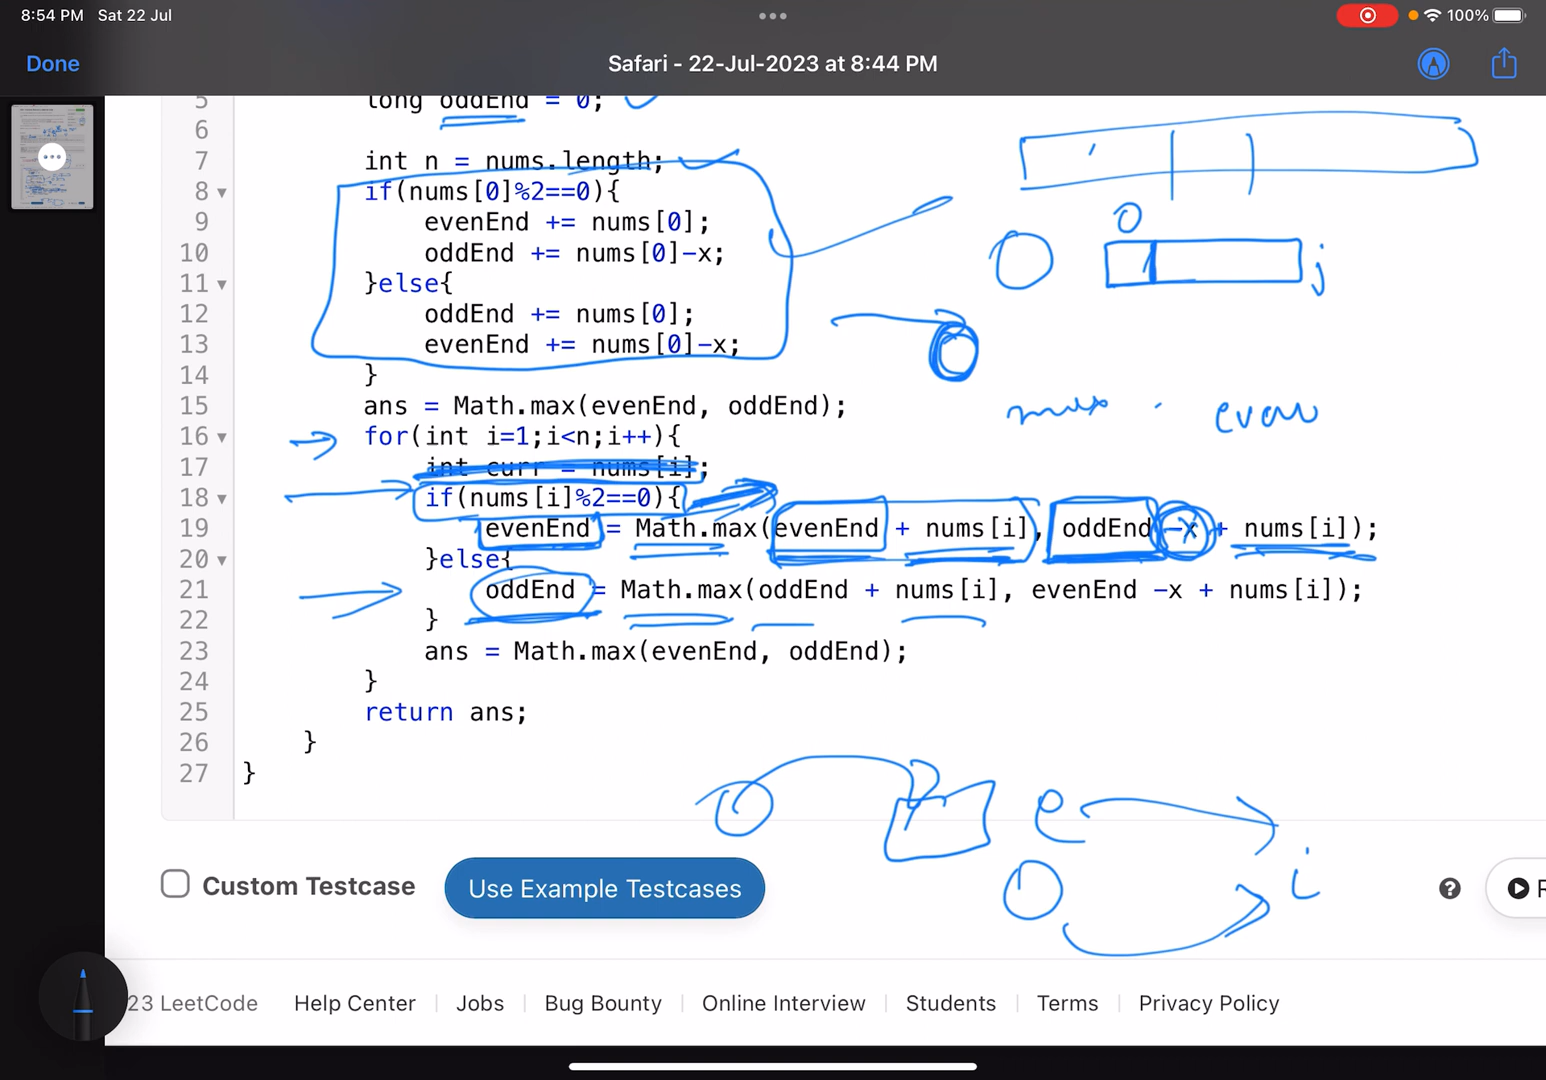 8:54 PM Sat 22 Jul
100%
Done
Safari - 22-Jul-2023 at 8:44 PM
5 long oddEnd = 0;
6
7 int n = nums.length;
8 if(nums[0]%2==0){
9 evenEnd += nums[0];
10 oddEnd += nums[0]-x;
11 }else{
12 oddEnd += nums[0];
13 evenEnd += nums[0]-x;
14 }
15 ans = Math.max(evenEnd, oddEnd);
16 for(int i=1;i<n;i++){
17 int curr = nums[i];
18 if(nums[i]%2==0){
19 evenEnd = Math.max(evenEnd + nums[i], oddEnd -x + nums[i]);
20 }else{
21 oddEnd = Math.max(oddEnd + nums[i], evenEnd -x + nums[i]);
22 }
23 ans = Math.max(evenEnd, oddEnd);
24 }
25 return ans;
26 }
27 }
0
j
max even
e
i
Custom Testcase
Use Example Testcases
?
23 LeetCode
Help Center
Jobs
Bug Bounty
Online Interview
Students
Terms
Privacy Policy